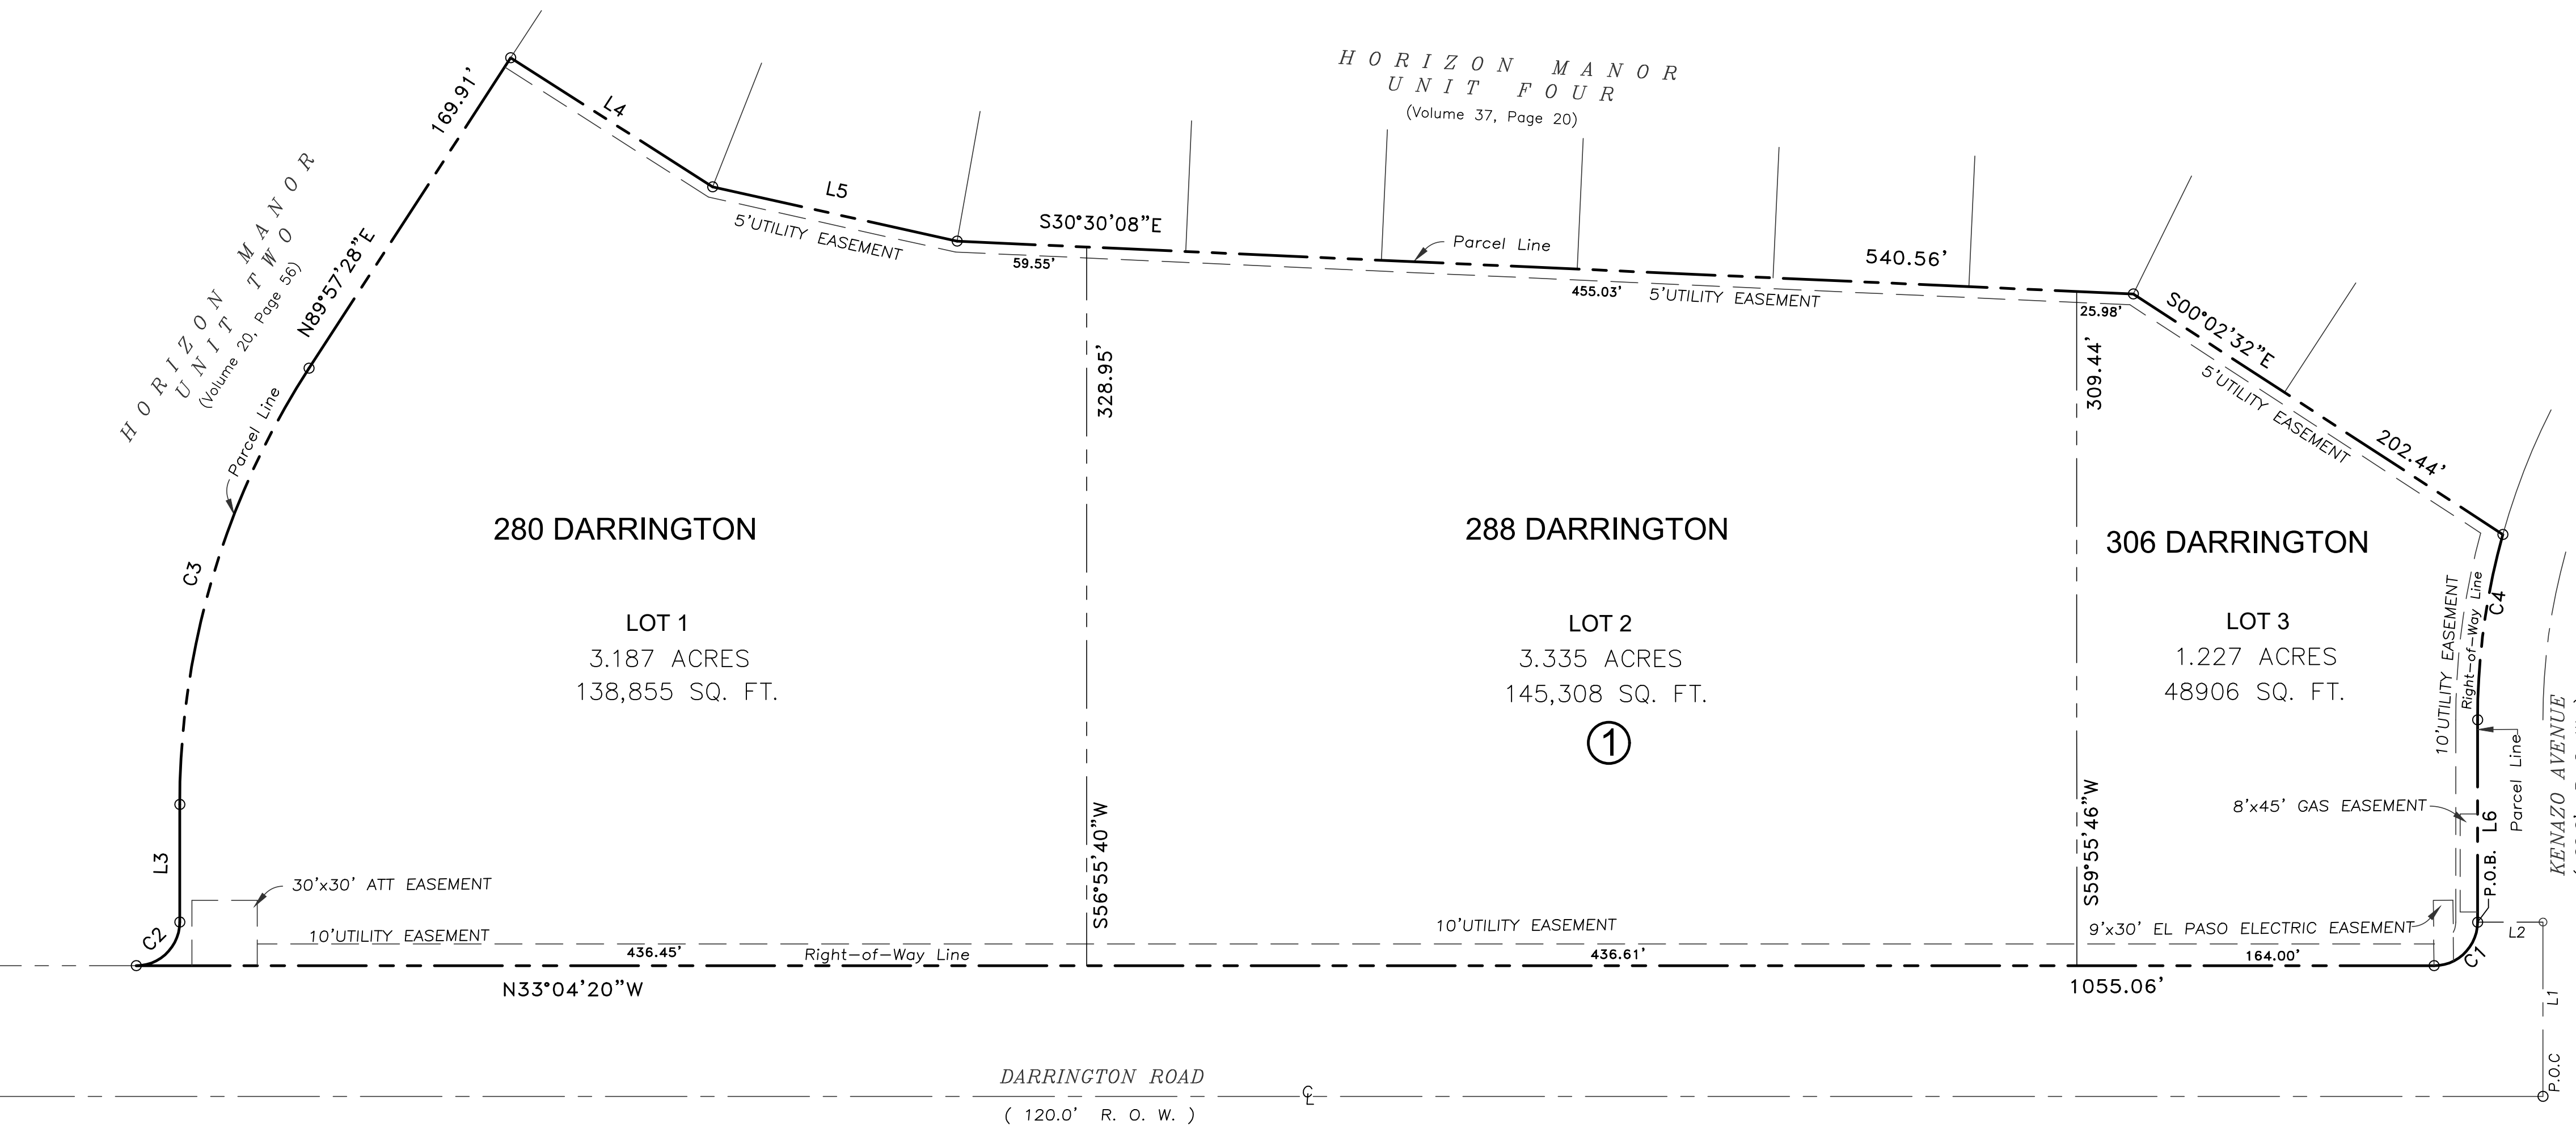 HORIZON MANOR
UNIT FOUR
(Volume 37, Page 20)
169.91'
L4
HORIZON MANOR
UNIT TWO
(Volume 20, Page 56)
N89°57'28"E
L5
5'UTILITY EASEMENT
S30°30'08"E
59.55'
Parcel Line
540.56'
455.03'
5'UTILITY EASEMENT
25.98'
S00°02'32"E
5'UTILITY EASEMENT
202.44'
Parcel Line
C3
328.95'
309.44'
280 DARRINGTON
288 DARRINGTON
306 DARRINGTON
LOT 1
3.187 ACRES
138,855 SQ. FT.
LOT 2
3.335 ACRES
145,308 SQ. FT.
1
LOT 3
1.227 ACRES
48906 SQ. FT.
10'UTILITY EASEMENT
Right-of-Way Line
C4
Parcel Line
KENAZO AVENUE
8'x45' GAS EASEMENT
L6
P.O.B.
L3
C2
30'x30' ATT EASEMENT
10'UTILITY EASEMENT
436.45'
Right-of-Way Line
S56°55'40"W
10'UTILITY EASEMENT
436.61'
S59°55'46"W
9'x30' EL PASO ELECTRIC EASEMENT
164.00'
C1
L2
L1
P.O.C
N33°04'20"W
1055.06'
DARRINGTON ROAD
CL
( 120.0' R. O. W. )